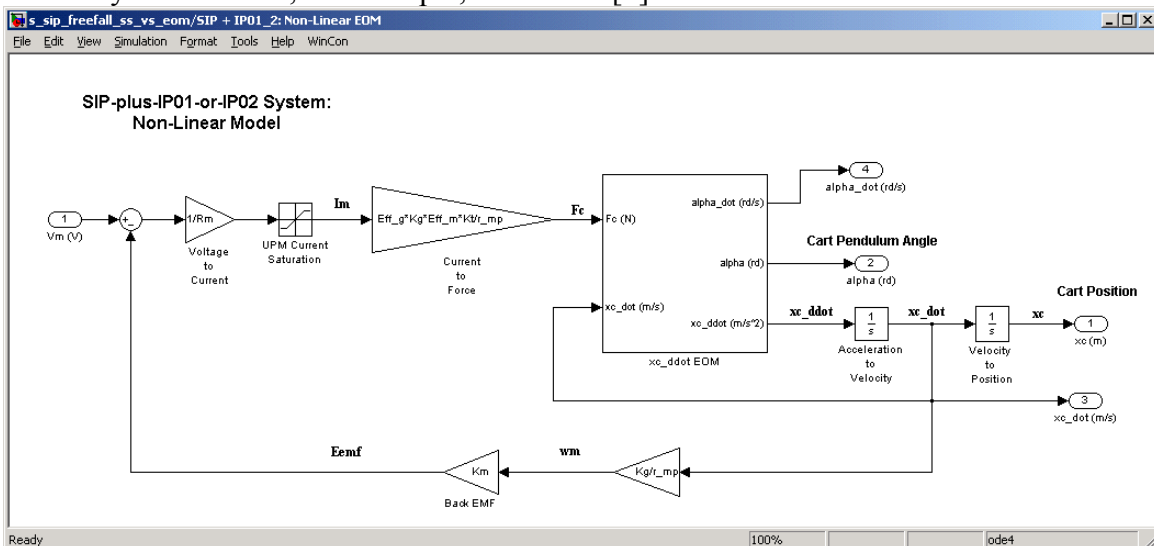 s_sip_freefall_ss_vs_eom/SIP + IP01_2: Non-Linear EOM
File Edit View Simulation Format Tools Help WinCon
SIP-plus-IP01-or-IP02 System:
Non-Linear Model
1
Vm (V)
+
-
1/Rm
Voltage
to
Current
UPM Current
Saturation
Im
Eff_g*Kg*Eff_m*Kt/r_mp
Current
to
Force
Fc
Fc (N)
xc_dot (m/s)
alpha_dot (rd/s)
alpha (rd)
xc_ddot (m/s^2)
xc_ddot EOM
4
alpha_dot (rd/s)
Cart Pendulum Angle
2
alpha (rd)
xc_ddot
1
s
Acceleration
to
Velocity
xc_dot
1
s
Velocity
to
Position
xc
Cart Position
1
xc (m)
3
xc_dot (m/s)
Eemf
Km
Back EMF
wm
Kg/r_mp
Ready
100%
ode4